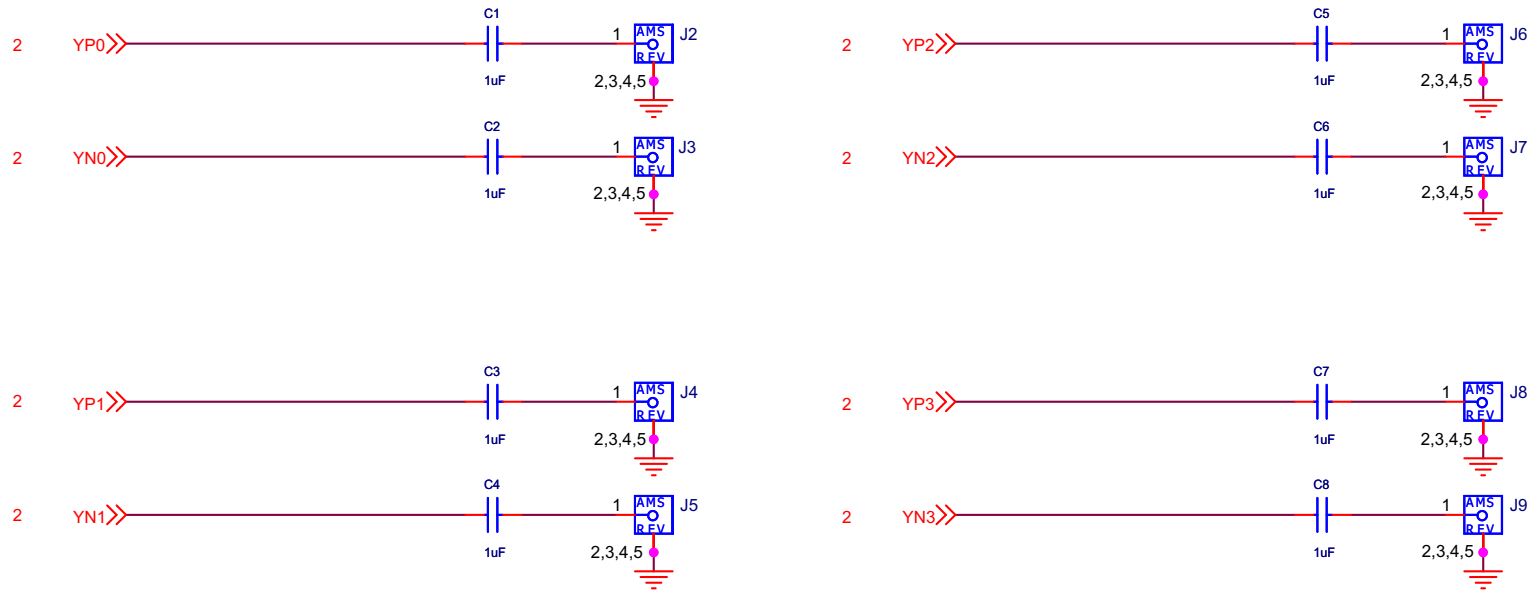 C1
2 YP0 1 AMS J2
REV
1uF 2,3,4,5
C2
2 YN0 1 AMS J3
REV
1uF 2,3,4,5
C5
2 YP2 1 AMS J6
REV
1uF 2,3,4,5
C6
2 YN2 1 AMS J7
REV
1uF 2,3,4,5
C3
2 YP1 1 AMS J4
REV
1uF 2,3,4,5
C4
2 YN1 1 AMS J5
REV
1uF 2,3,4,5
C7
2 YP3 1 AMS J8
REV
1uF 2,3,4,5
C8
2 YN3 1 AMS J9
REV
1uF 2,3,4,5